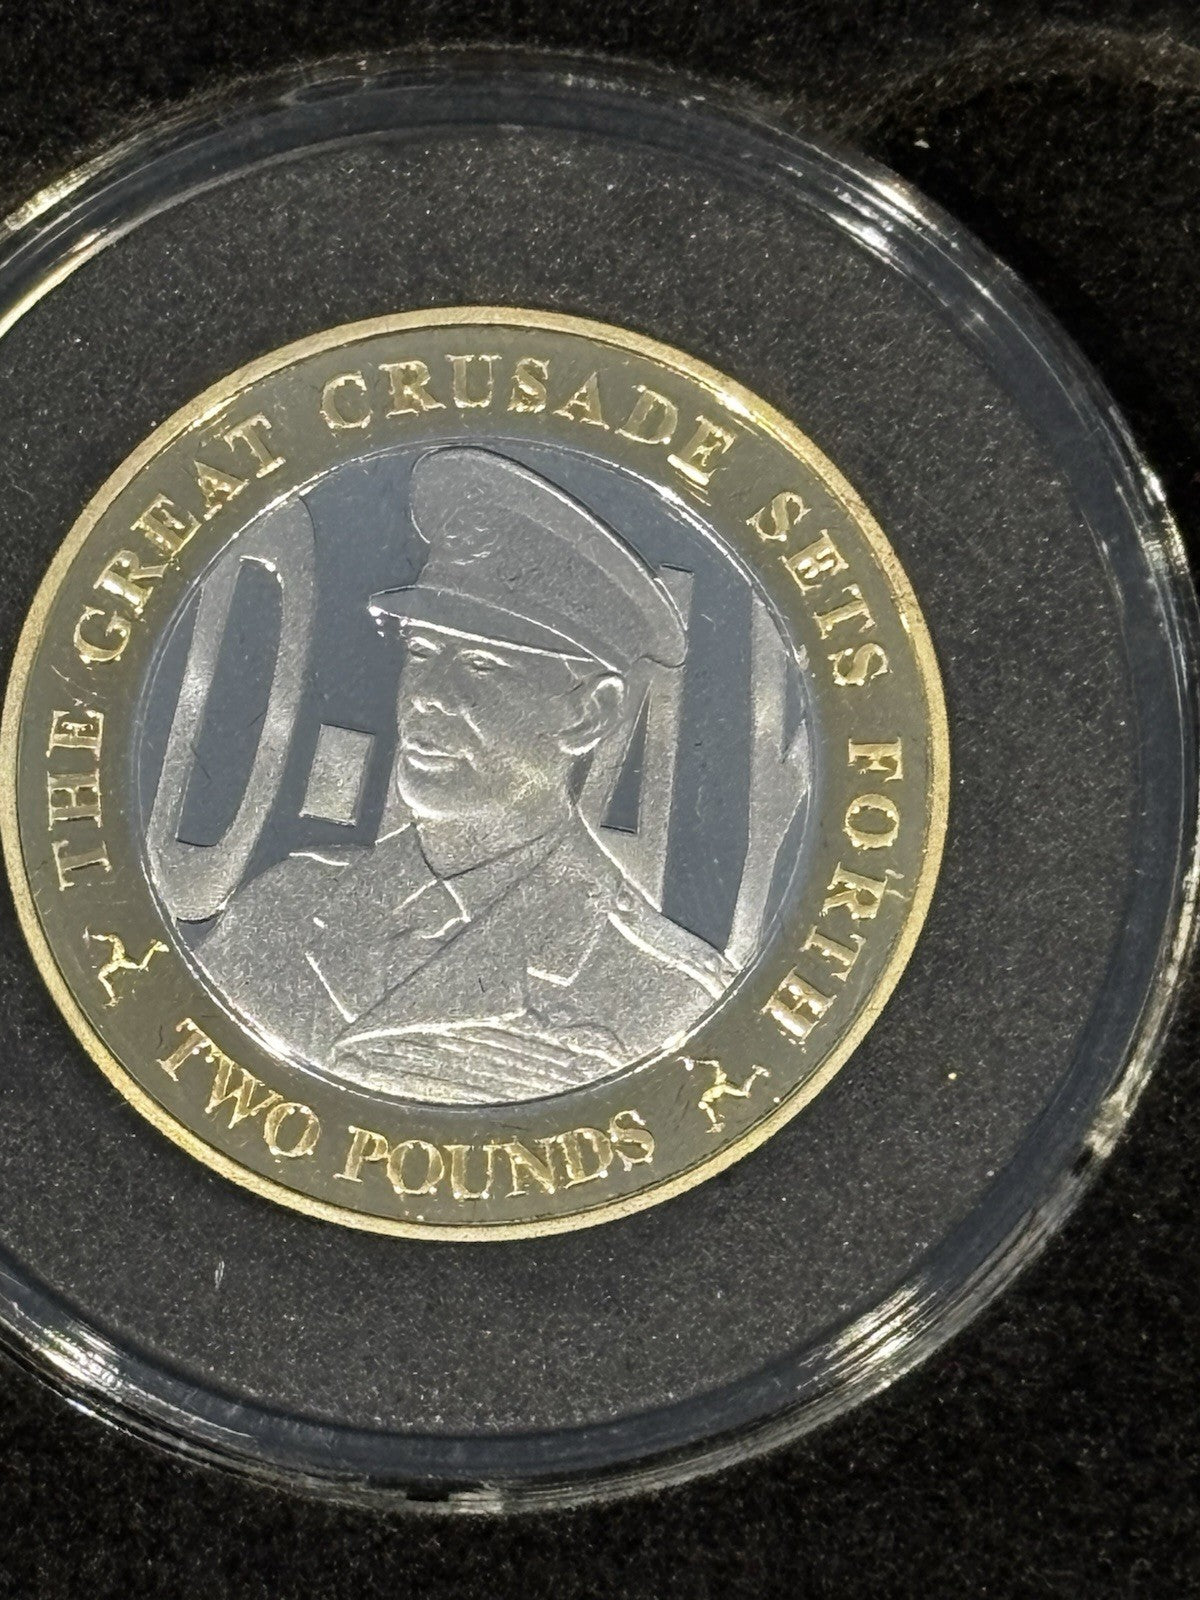 THE GREAT CRUSADE SETS FORTH
D-DAY
TWO POUNDS